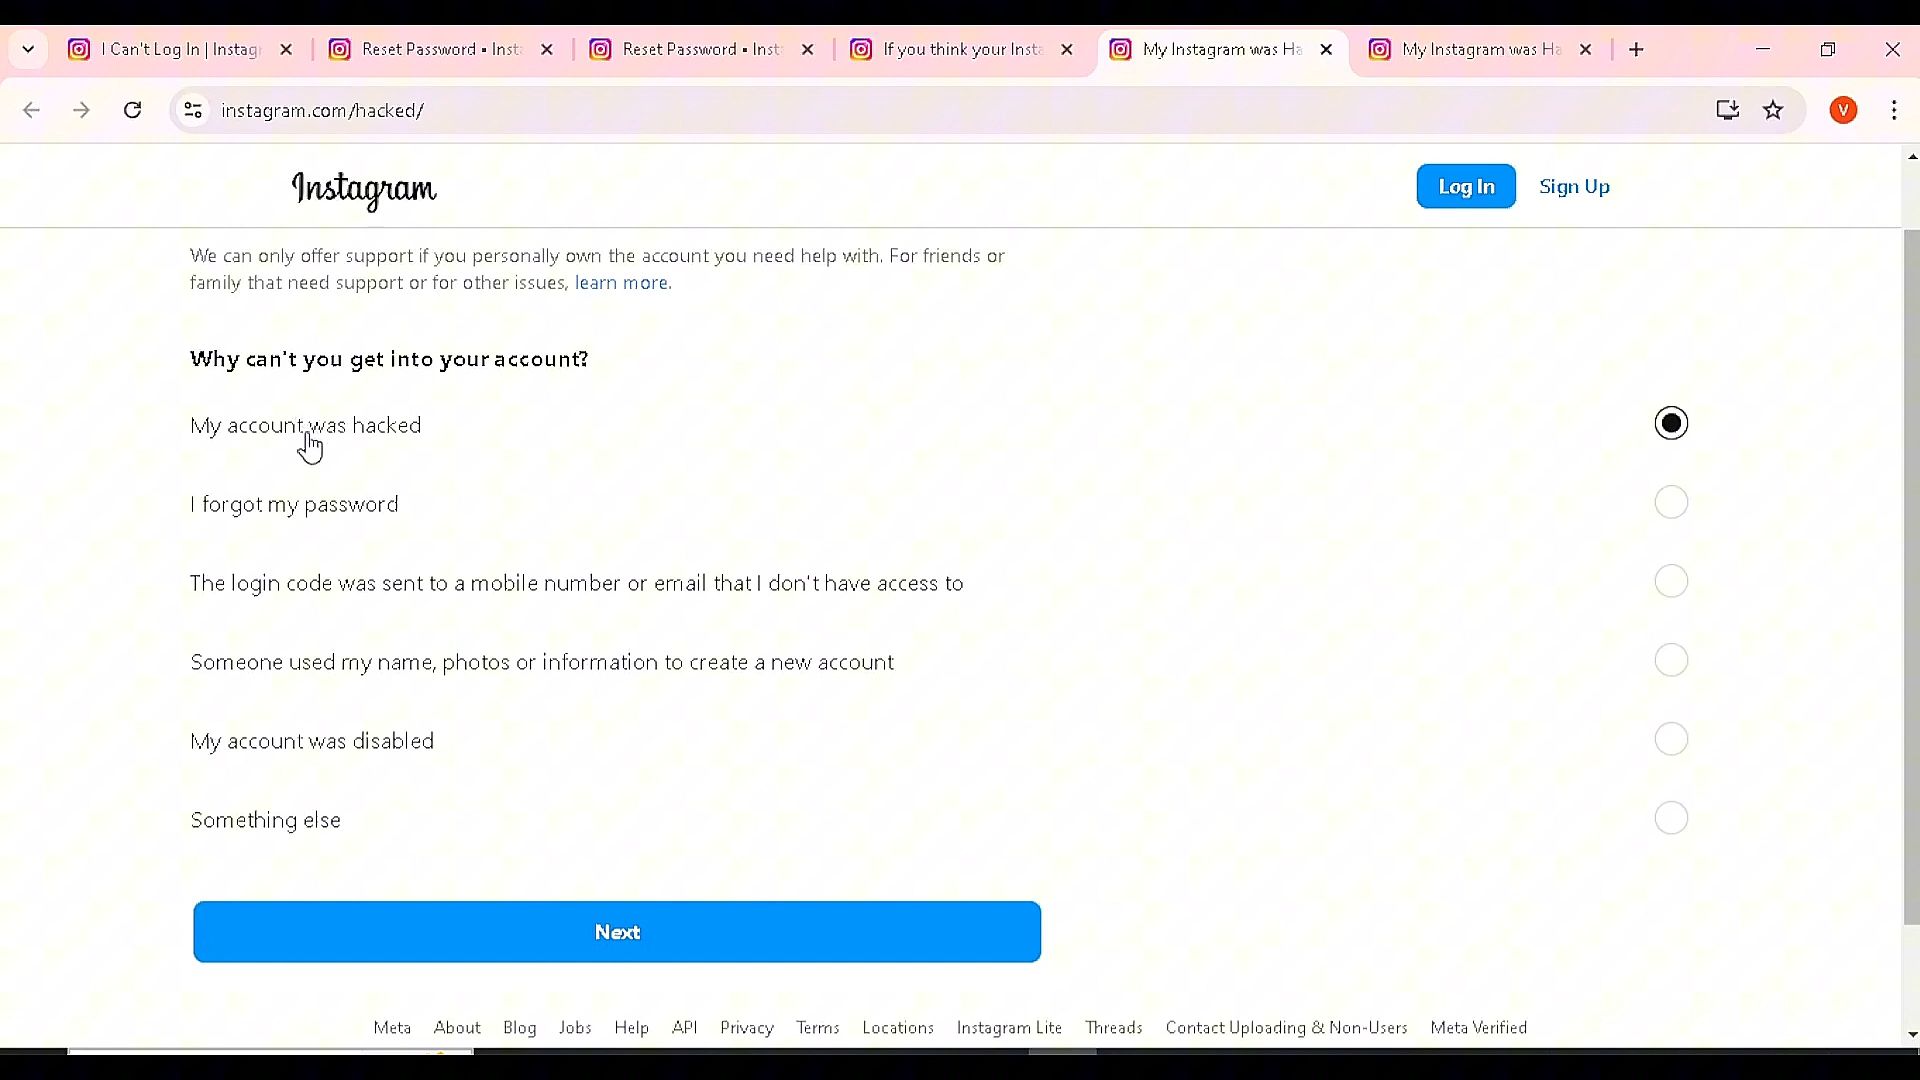 I Can't Log In | Instagr
Reset Password • Inst
Reset Password • Inst
If you think your Insta
My Instagram was Ha
My Instagram was Ha
instagram.com/hacked/
V
Instagram
Log In
Sign Up
We can only offer support if you personally own the account you need help with. For friends or
family that need support or for other issues, learn more.
Why can't you get into your account?
My account was hacked
I forgot my password
The login code was sent to a mobile number or email that I don't have access to
Someone used my name, photos or information to create a new account
My account was disabled
Something else
Next
Meta About Blog Jobs Help API Privacy Terms Locations Instagram Lite Threads Contact Uploading & Non-Users Meta Verified